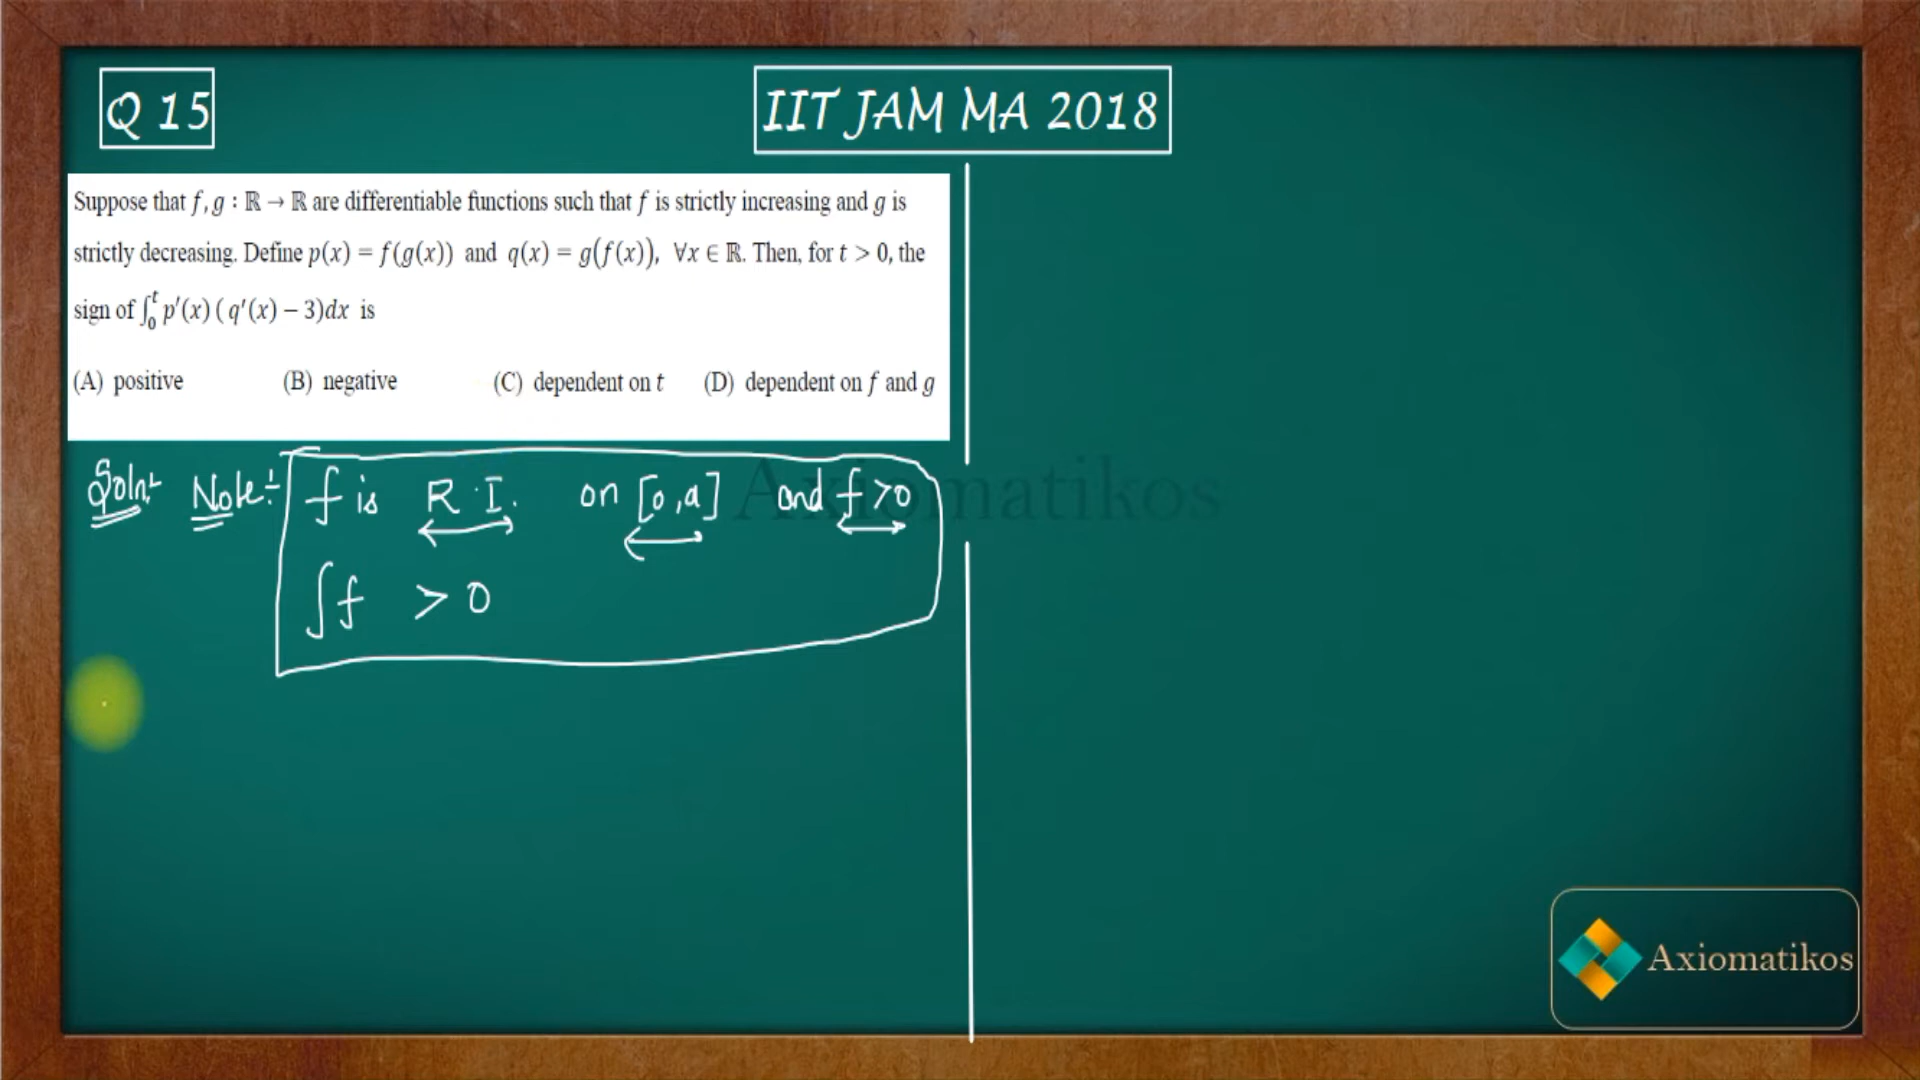 Q 15
IIT JAM MA 2018
Suppose that f, g : ℝ → ℝ are differentiable functions such that f is strictly increasing and g is
strictly decreasing. Define p(x) = f(g(x)) and q(x) = g(f(x)), ∀x ∈ ℝ. Then, for t > 0, the
sign of ∫₀ᵗ p′(x) ( q′(x) − 3)dx is
(A) positive (B) negative (C) dependent on t (D) dependent on f and g
Soln:- Note:- f is R.I. on [0,a] and f>0
∫f > 0
Axiomatikos
Axiomatikos